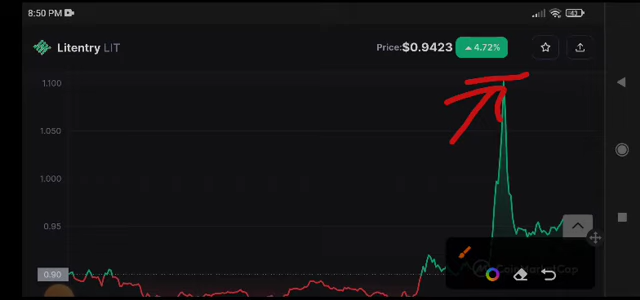 8:50 PM
Litentry LIT
Price:$0.9423 4.72%
1.100
1.050
1.000
0.95
0.90
CoinMarketCap